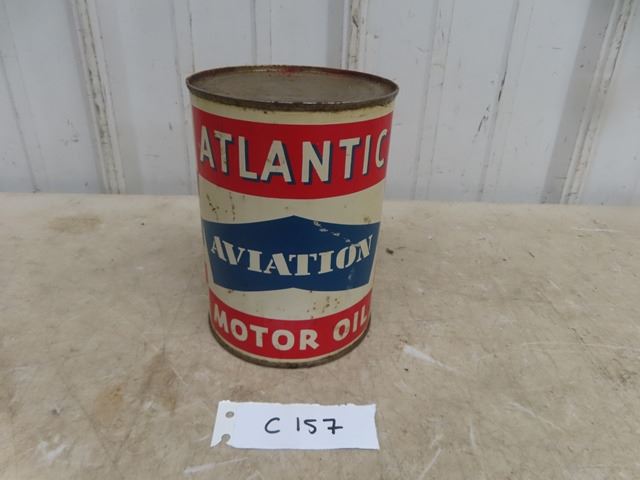 ATLANTIC
AVIATION
MOTOR OIL
C 157